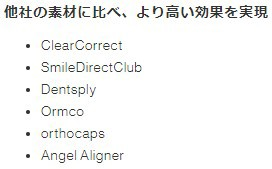 他社の素材に比べ、より高い効果を実現
ClearCorrect
SmileDirectClub
Dentsply
Ormco
orthocaps
Angel Aligner